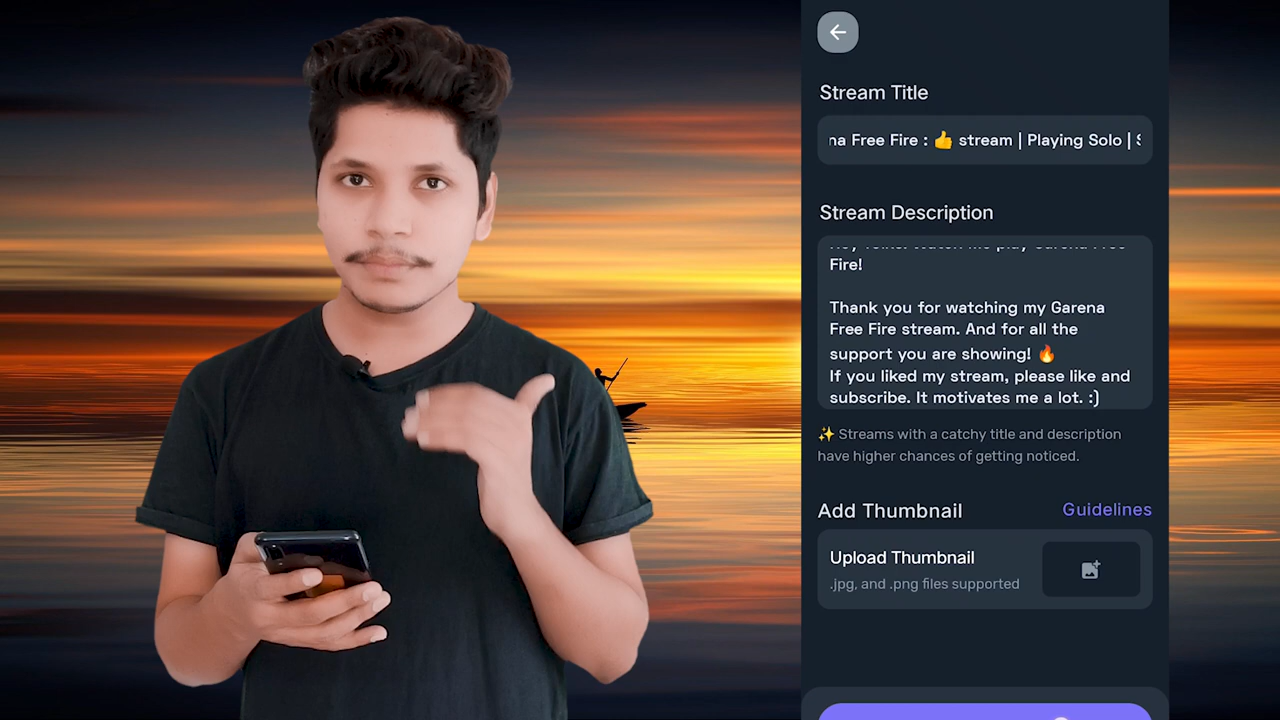 Stream Title
na Free Fire : 👍 stream | Playing Solo |
Stream Description
Fire!
Thank you for watching my Garena
Free Fire stream. And for all the
support you are showing! 🔥
If you liked my stream, please like and
subscribe. It motivates me a lot. :)
✨ Streams with a catchy title and description
have higher chances of getting noticed.
Add Thumbnail
Guidelines
Upload Thumbnail
.jpg, and .png files supported